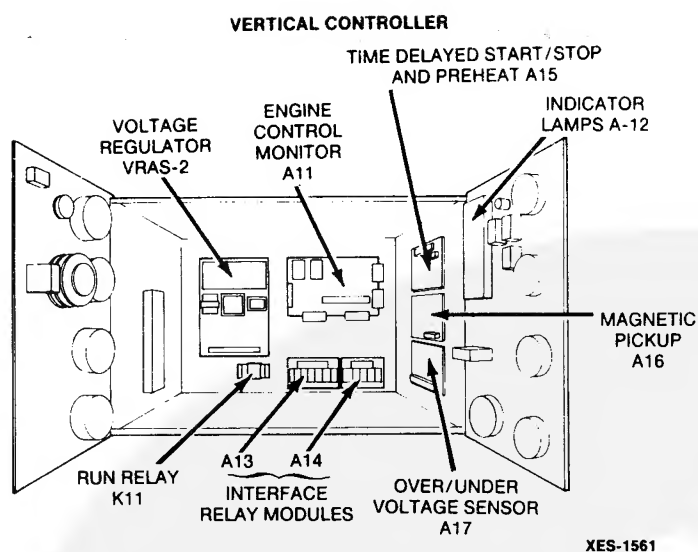 VERTICAL CONTROLLER
TIME DELAYED START/STOP
AND PREHEAT A15
INDICATOR
LAMPS A-12
ENGINE
CONTROL
MONITOR
A11
VOLTAGE
REGULATOR
VRAS-2
MAGNETIC
PICKUP
A16
RUN RELAY
K11
A13
A14
INTERFACE
RELAY MODULES
OVER/UNDER
VOLTAGE SENSOR
A17
XES-1561